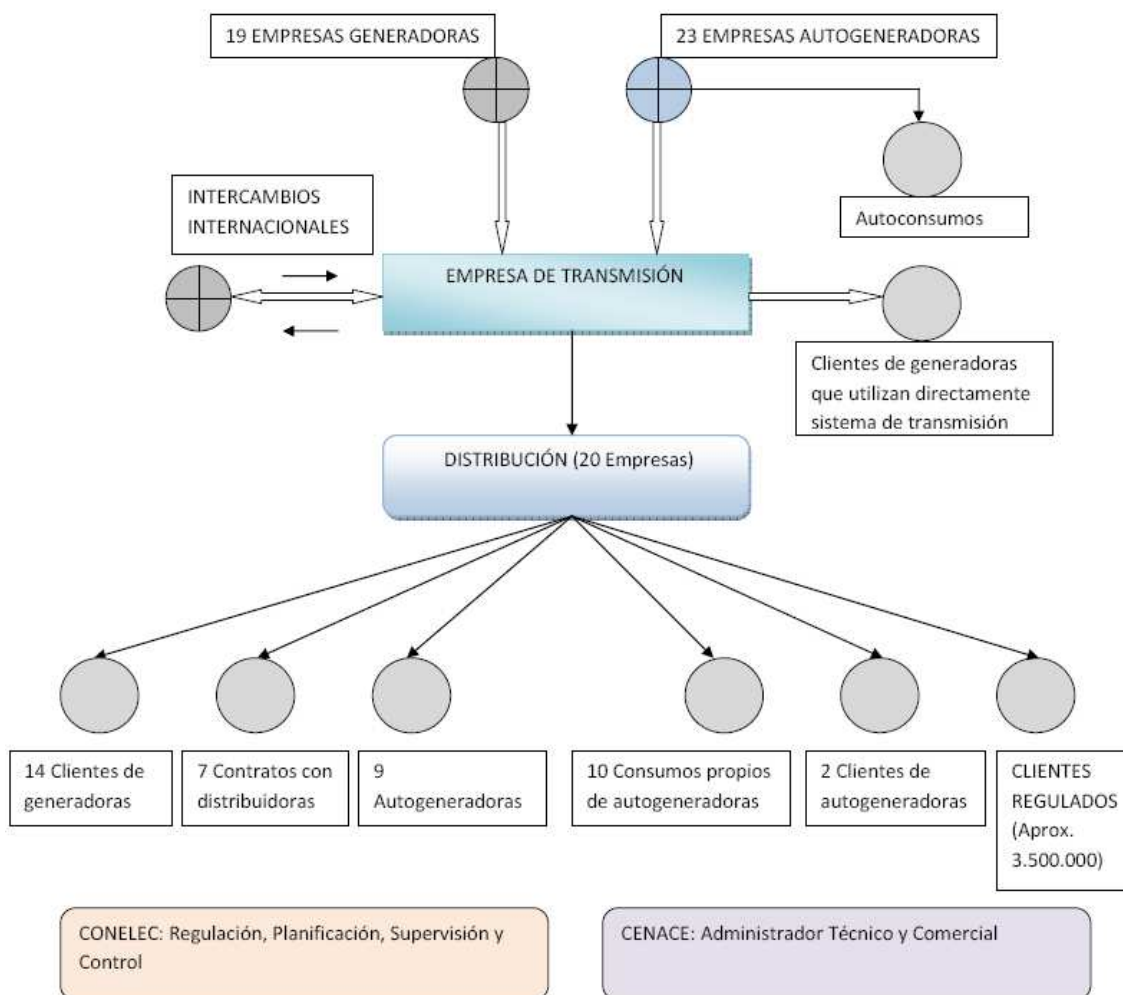 19 EMPRESAS GENERADORAS
23 EMPRESAS AUTOGENERADORAS
INTERCAMBIOS
INTERNACIONALES
Autoconsumos
EMPRESA DE TRANSMISIÓN
Clientes de generadoras
que utilizan directamente
sistema de transmisión
DISTRIBUCIÓN (20 Empresas)
14 Clientes de
generadoras
7 Contratos con
distribuidoras
9
Autogeneradoras
10 Consumos propios
de autogeneradoras
2 Clientes de
autogeneradoras
CLIENTES
REGULADOS
(Aprox.
3.500.000)
CONELEC: Regulación, Planificación, Supervisión y
Control
CENACE: Administrador Técnico y Comercial